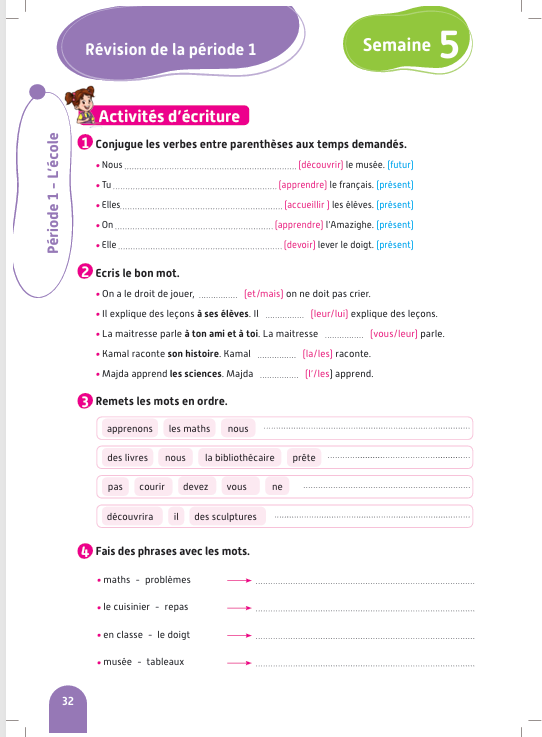 Révision de la période 1
Semaine 5
Période 1 - L'école
Activités d'écriture
1 Conjugue les verbes entre parenthèses aux temps demandés.
• Nous ........ (découvrir) le musée. (futur)
• Tu ........ (apprendre) le français. (présent)
• Elles ........ (accueillir ) les élèves. (présent)
• On ........ (apprendre) l'Amazighe. (présent)
• Elle ........ (devoir) lever le doigt. (présent)
2 Ecris le bon mot.
• On a le droit de jouer, ........ (et/mais) on ne doit pas crier.
• Il explique des leçons à ses élèves. Il ........ (leur/lui) explique des leçons.
• La maitresse parle à ton ami et à toi. La maitresse ........ (vous/leur) parle.
• Kamal raconte son histoire. Kamal ........ (la/les) raconte.
• Majda apprend les sciences. Majda ........ (l'/les) apprend.
3 Remets les mots en ordre.
apprenons les maths nous ........
des livres nous la bibliothécaire prête ........
pas courir devez vous ne ........
découvrira il des sculptures ........
4 Fais des phrases avec les mots.
• maths - problèmes ........
• le cuisinier - repas ........
• en classe - le doigt ........
• musée - tableaux ........
32